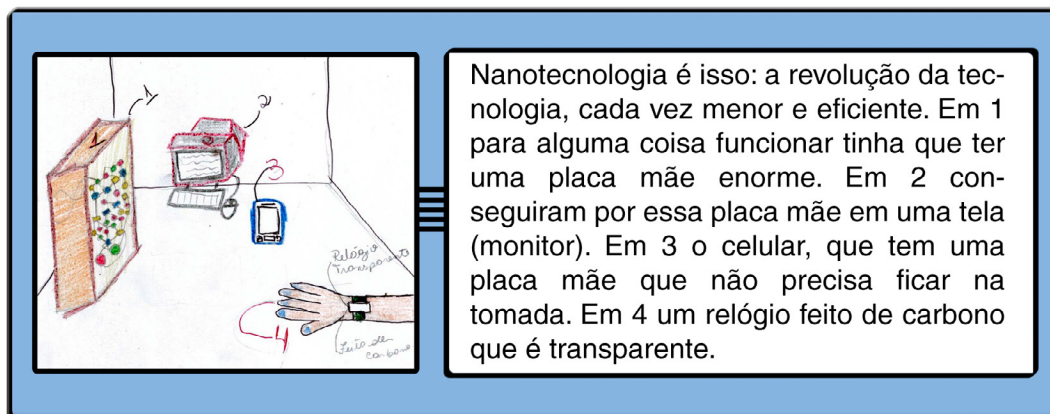 1
1
2
3
Relógio
Transparente
4
Feito de
carbono
Nanotecnologia é isso: a revolução da tec-
nologia, cada vez menor e eficiente. Em 1
para alguma coisa funcionar tinha que ter
uma placa mãe enorme. Em 2 con-
seguiram por essa placa mãe em uma tela
(monitor). Em 3 o celular, que tem uma
placa mãe que não precisa ficar na
tomada. Em 4 um relógio feito de carbono
que é transparente.